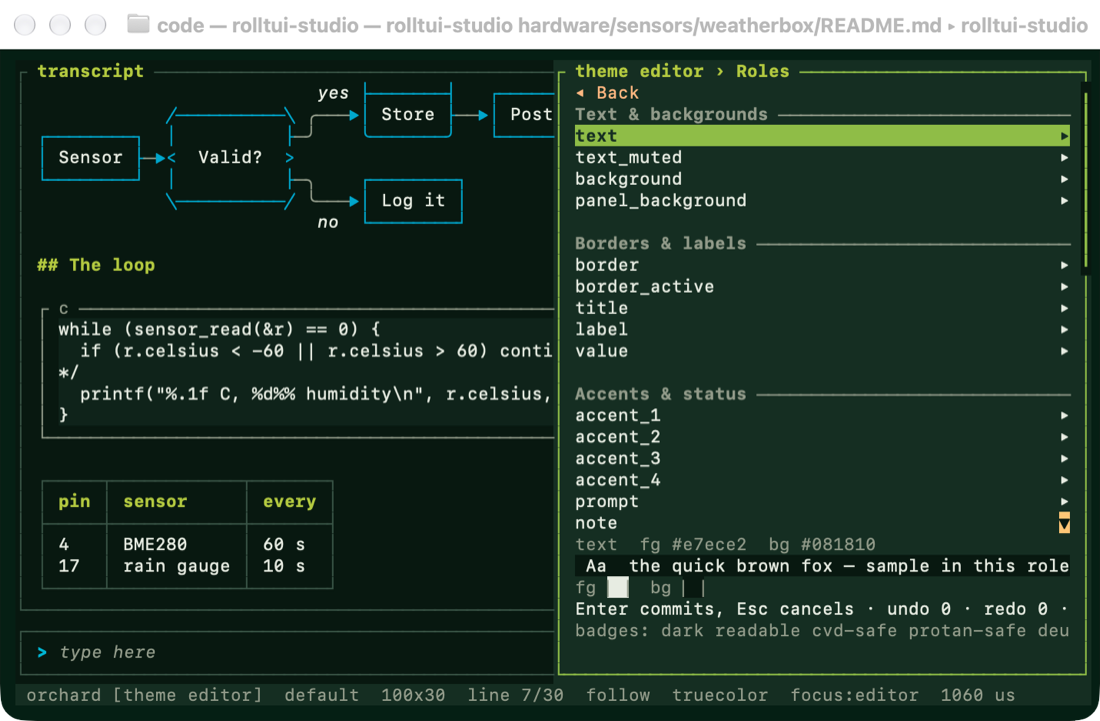 code — rolltui-studio — rolltui-studio hardware/sensors/weatherbox/README.md ▸ rolltui-studio
transcript
yes
Sensor
Valid?
Store
Post
Log it
no
## The loop
c
while (sensor_read(&r) == 0) {
  if (r.celsius < -60 || r.celsius > 60) conti
*/
  printf("%.1f C, %d%% humidity\n", r.celsius,
}
pin sensor every
4 BME280 60 s
17 rain gauge 10 s
> type here
theme editor › Roles
◂ Back
Text & backgrounds
text ▸
text_muted ▸
background ▸
panel_background ▸
Borders & labels
border ▸
border_active ▸
title ▸
label ▸
value ▸
Accents & status
accent_1 ▸
accent_2 ▸
accent_3 ▸
accent_4 ▸
prompt ▸
note ▼
text  fg #e7ece2  bg #081810
Aa  the quick brown fox — sample in this role
fg  bg
Enter commits, Esc cancels · undo 0 · redo 0 ·
badges: dark readable cvd-safe protan-safe deu
orchard [theme editor]  default  100x30  line 7/30  follow  truecolor  focus:editor  1060 us